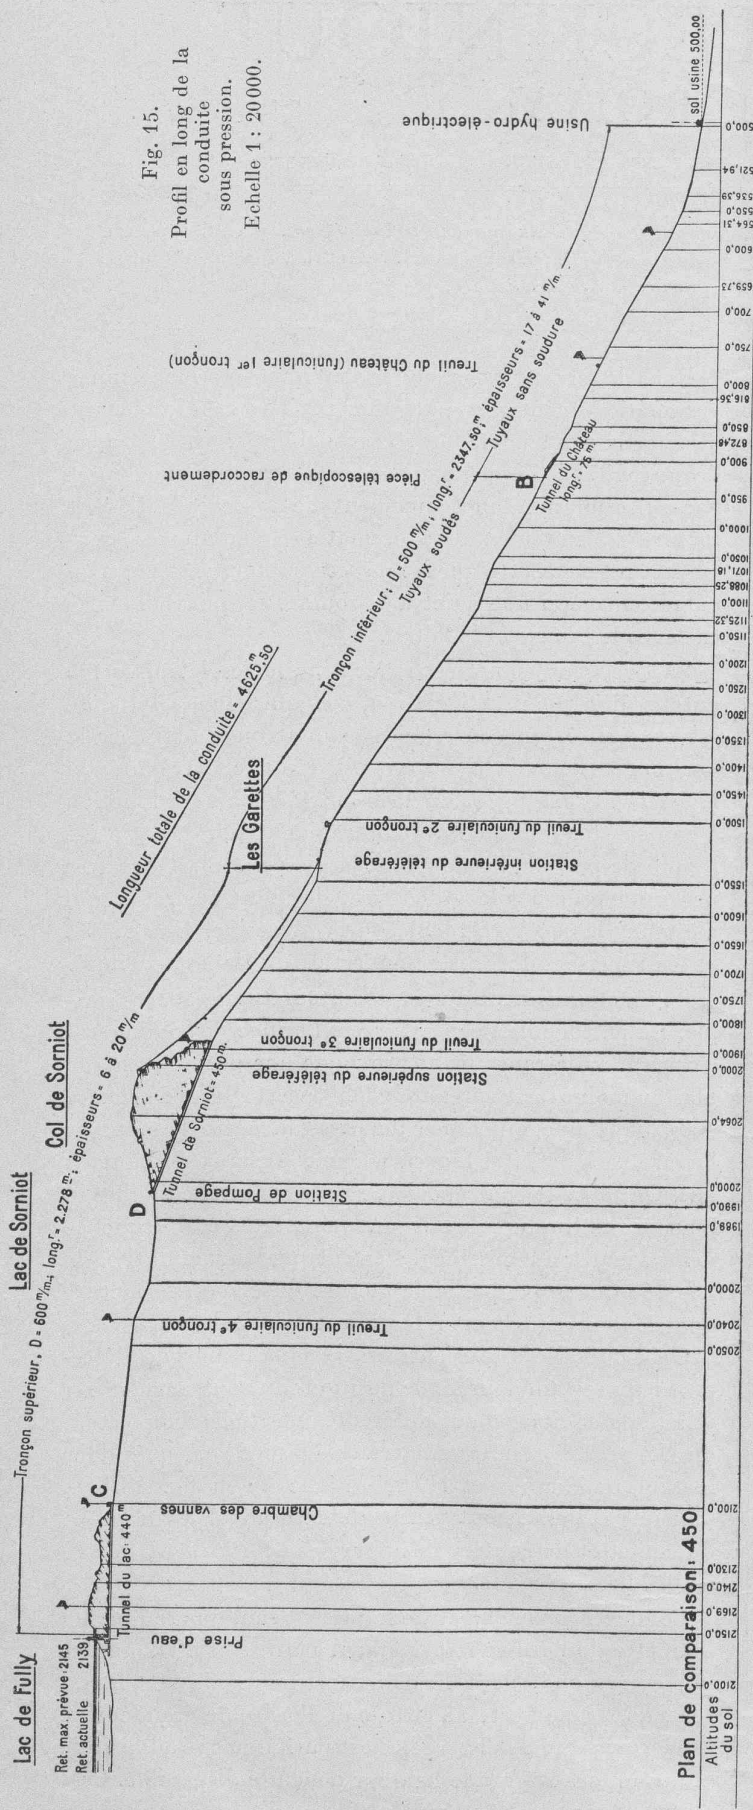 Fig. 15.
Profil en long de la
conduite
sous pression.
Echelle 1 : 20 000.
Lac de Fully
Ret. max. prévue: 2145
Ret. actuelle 2139
Lac de Sorniot
Col de Sorniot
Tronçon supérieur, D = 600 m/m.; long.r = 2.278 m.; épaisseurs = 6 à 20 m/m
Longueur totale de la conduite = 4625,50 m
Les Garettes
Tronçon inférieur; D = 500 m/m; long.r = 2347,50 m; épaisseurs = 17 à 41 m/m.
Tuyaux soudés
Tuyaux sans soudure
Prise d'eau
Tunnel du lac: 440 m
C
Chambre des vannes
Treuil du funiculaire 4e tronçon
D
Station de Pompage
Tunnel de Sorniot = 450 m.
Station supérieure du téléférage
Treuil du funiculaire 3e tronçon
Station inférieure du téléférage
Treuil du funiculaire 2e tronçon
B
Tunnel du Château
long.r = 75 m.
Pièce télescopique de raccordement
Treuil du Château (funiculaire 1er tronçon)
Usine hydro-électrique
sol usine 500,00
Plan de comparaison: 450
Altitudes
du sol
2100,0
2150,0
2169,0
2140,0
2130,0
2100,0
2050,0
2040,0
2000,0
1989,0
1990,0
2000,0
2064,0
2000,0
1900,0
1800,0
1750,0
1700,0
1650,0
1600,0
1550,0
1500,0
1450,0
1400,0
1350,0
1300,0
1250,0
1200,0
1150,0
1125,32
1100,0
1088,25
1071,18
1050,0
1000,0
950,0
900,0
872,48
850,0
816,36
800,0
750,0
700,0
659,73
600,0
564,31
550,0
536,39
521,94
500,0